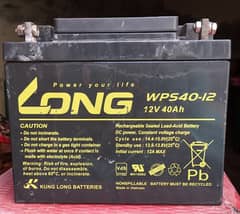 Power your life
LONG
WPS40-12
12V 40Ah
Rechargeable Sealed Lead-Acid Battery
DC power, Constant voltage charge
Cycle use : 14.4-15.0V(25°C)
Standby use : 13.5-13.8V(25°C)
Initial current : 12A MAX
CAUTION
• Do not incinerate.
• Do not short the battery terminals
• Do not charge in a gas tight container
• Flush with water at once if contact is
made with electrolyte (Acid).
Warning: Risk of fire, explosion,
or burns. Do not disassemble,
heat above 60°C, or incinerate.
KUNG LONG BATTERIES
MADE IN VIETNAM
Pb